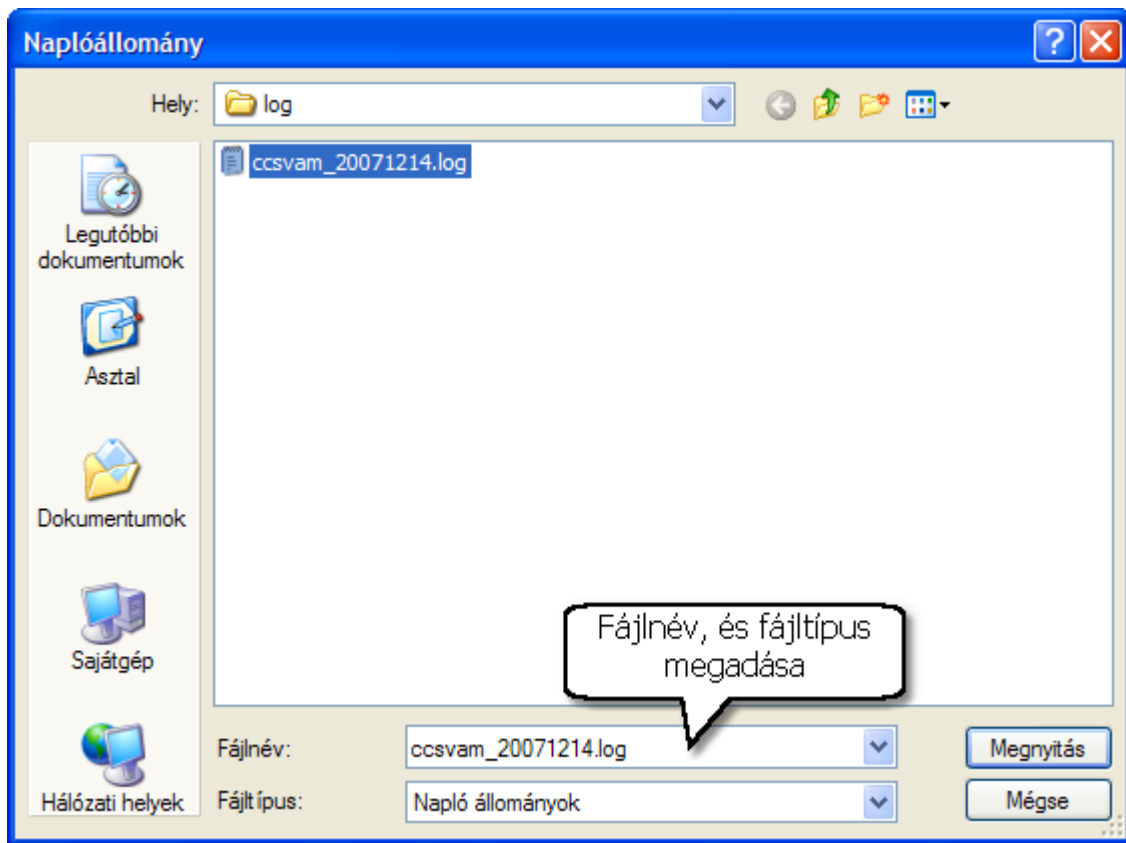 Naplóállomány
Hely:
log
ccsvam_20071214.log
Legutóbbi
dokumentumok
Asztal
Dokumentumok
Sajátgép
Hálózati helyek
Fájlnév, és fájltípus
megadása
Fájlnév:
ccsvam_20071214.log
Megnyitás
Fájltípus:
Napló állományok
Mégse